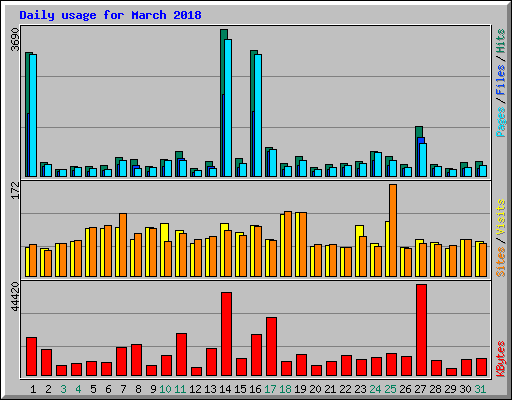 Daily usage for March 2018
3690
Pages / Files / Hits
172
Sites / Visits
44420
KBytes
1 2 3 4 5 6 7 8 9 10 11 12 13 14 15 16 17 18 19 20 21 22 23 24 25 26 27 28 29 30 31